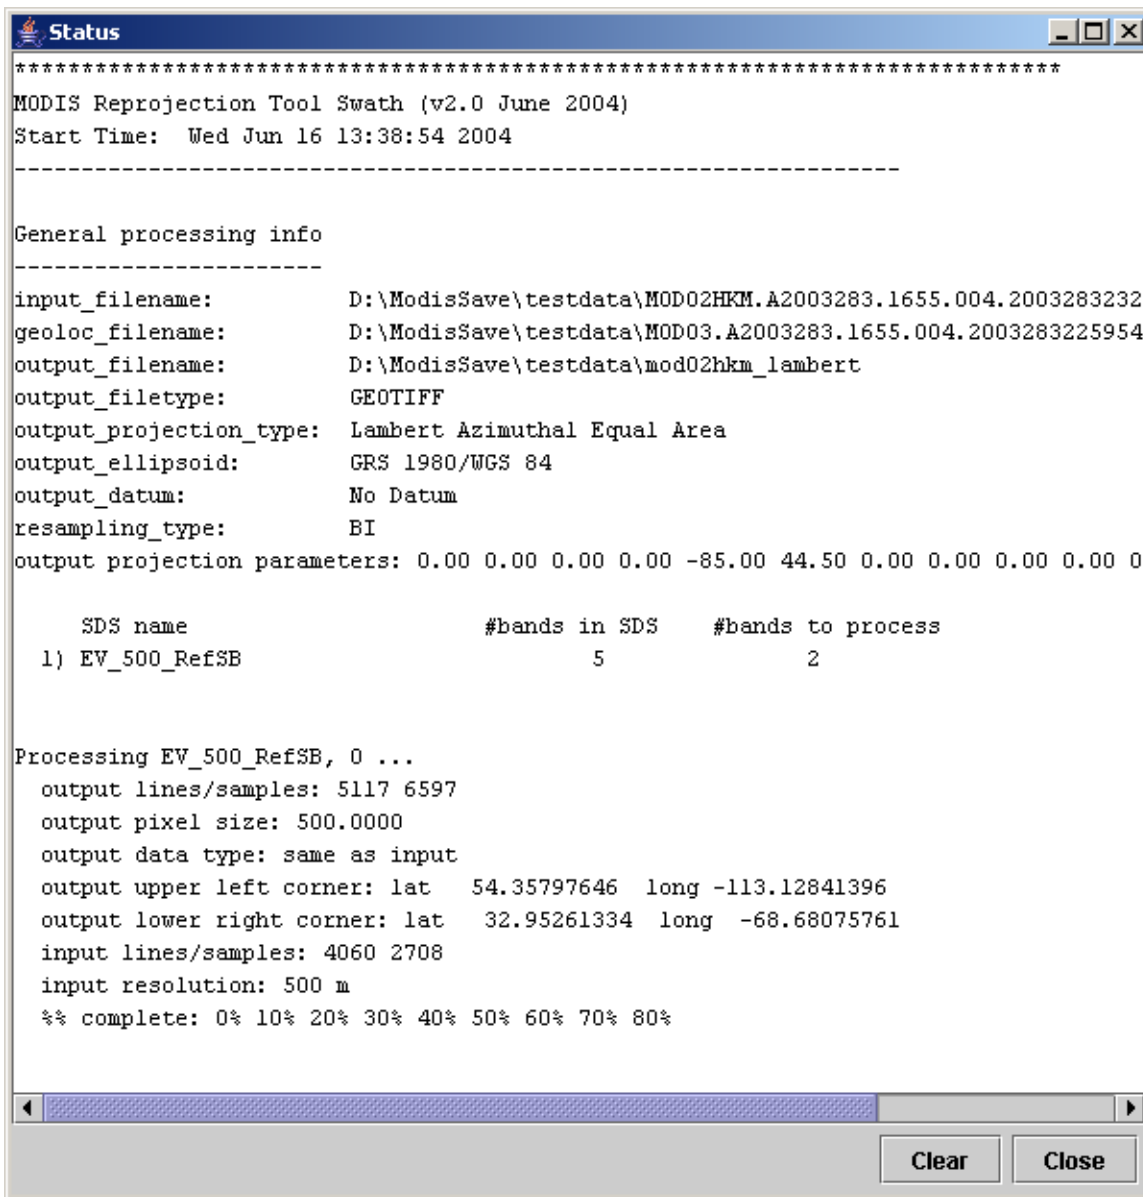 Status
******************************************************************************
MODIS Reprojection Tool Swath (v2.0 June 2004)
Start Time:  Wed Jun 16 13:38:54 2004
------------------------------------------------------------------
General processing info
-----------------------
input_filename:          D:\ModisSave\testdata\MOD02HKM.A2003283.1655.004.2003283232
geoloc_filename:         D:\ModisSave\testdata\MOD03.A2003283.1655.004.2003283225954
output_filename:         D:\ModisSave\testdata\mod02hkm_lambert
output_filetype:         GEOTIFF
output_projection_type:  Lambert Azimuthal Equal Area
output_ellipsoid:        GRS 1980/WGS 84
output_datum:            No Datum
resampling_type:         BI
output projection parameters: 0.00 0.00 0.00 0.00 -85.00 44.50 0.00 0.00 0.00 0.00 0
SDS name                      #bands in SDS    #bands to process
1) EV_500_RefSB                          5               2
Processing EV_500_RefSB, 0 ...
output lines/samples: 5117 6597
output pixel size: 500.0000
output data type: same as input
output upper left corner: lat   54.35797646  long -113.12841396
output lower right corner: lat   32.95261334  long  -68.68075761
input lines/samples: 4060 2708
input resolution: 500 m
%% complete: 0% 10% 20% 30% 40% 50% 60% 70% 80%
Clear Close